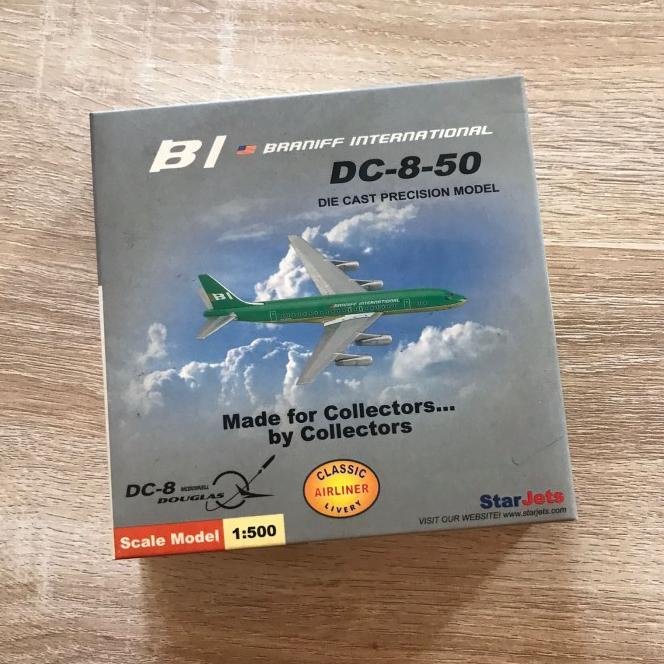 BI BRANIFF INTERNATIONAL
DC-8-50
DIE CAST PRECISION MODEL
BI
BRANIFF INTERNATIONAL
Made for Collectors...
by Collectors
DC-8 MCDONNELL
DOUGLAS
CLASSIC
AIRLINER
LIVERY
StarJets
VISIT OUR WEBSITE! www.starjets.com
Scale Model 1:500